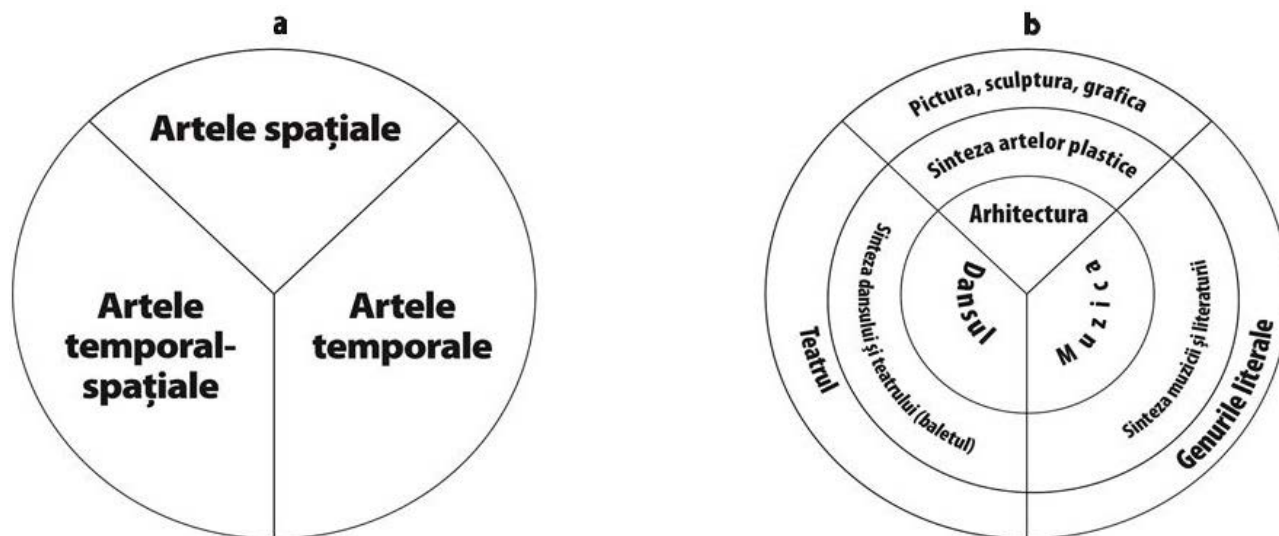 a
Artele spațiale
Artele
temporal-
spațiale
Artele
temporale
b
Pictura, sculptura, grafica
Sinteza artelor plastice
Arhitectura
Dansul
Muzica
Sinteza dansului și teatrului (baletul)
Sinteza muzicii și literaturii
Teatrul
Genurile literale